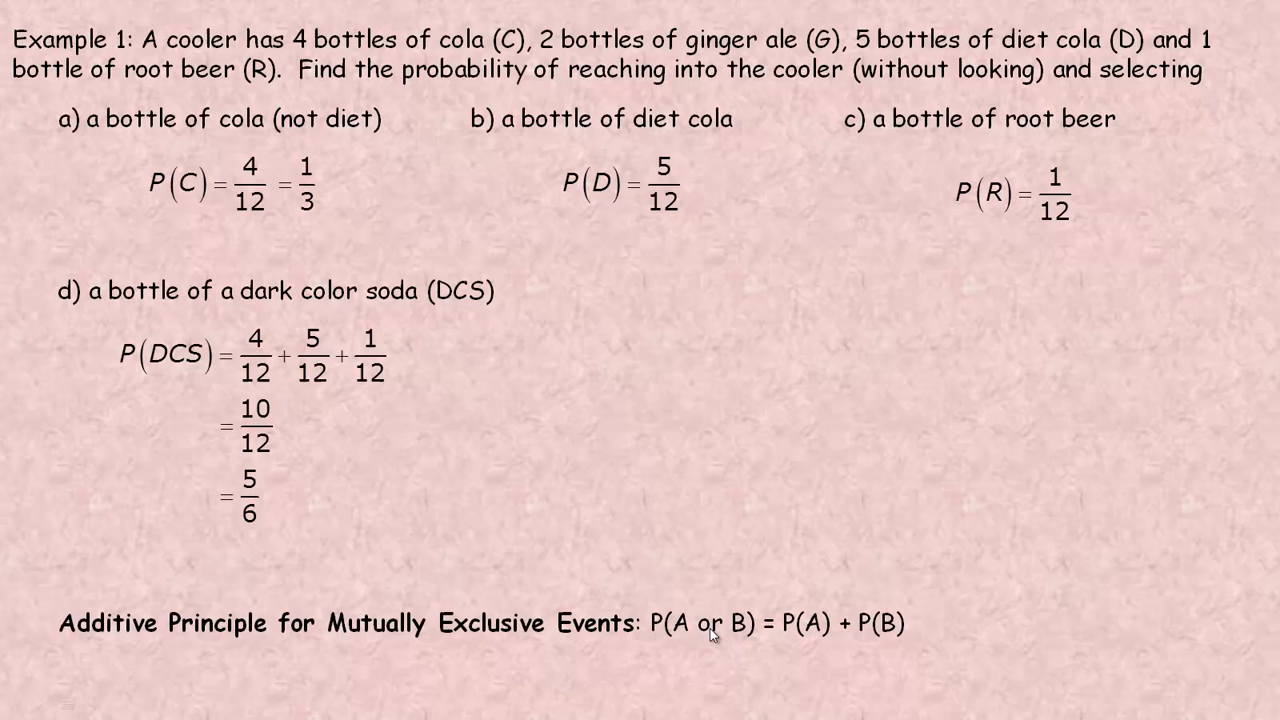 Example 1: A cooler has 4 bottles of cola (C), 2 bottles of ginger ale (G), 5 bottles of diet cola (D) and 1
bottle of root beer (R). Find the probability of reaching into the cooler (without looking) and selecting
a) a bottle of cola (not diet)
P(C) = 4/12 = 1/3
b) a bottle of diet cola
P(D) = 5/12
c) a bottle of root beer
P(R) = 1/12
d) a bottle of a dark color soda (DCS)
P(DCS) = 4/12 + 5/12 + 1/12
= 10/12
= 5/6
Additive Principle for Mutually Exclusive Events: P(A or B) = P(A) + P(B)